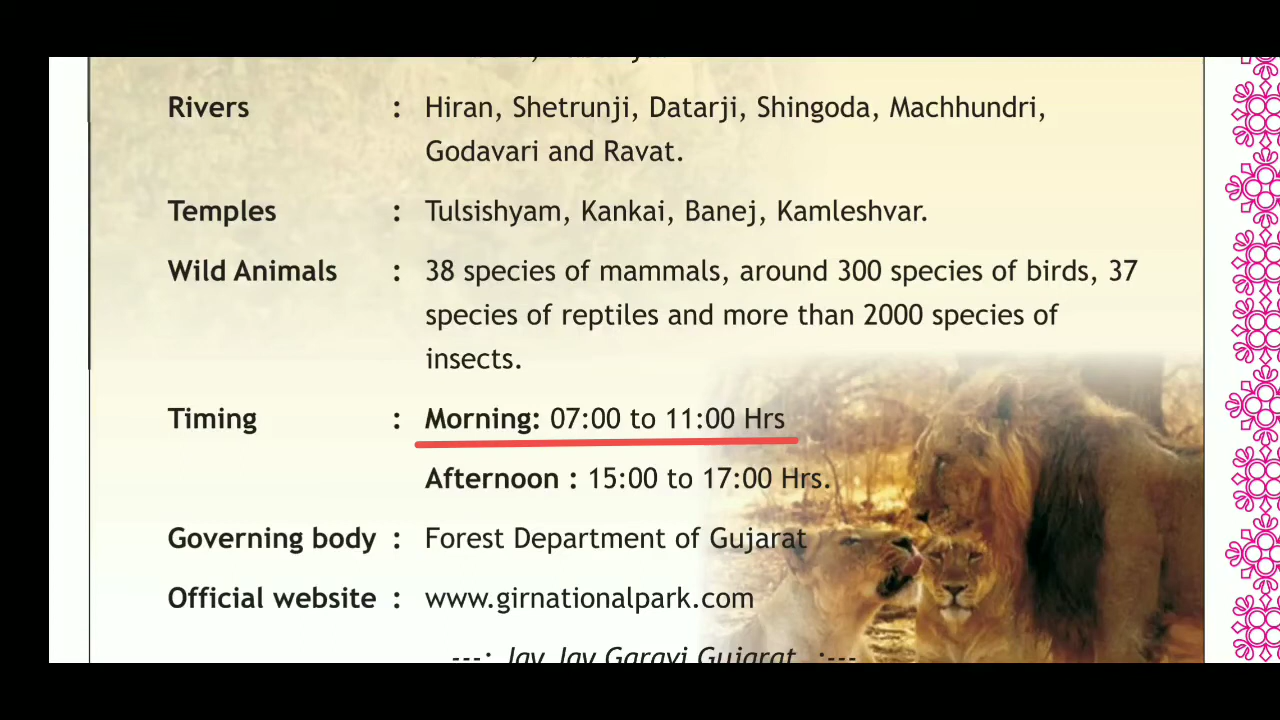 Rivers : Hiran, Shetrunji, Datarji, Shingoda, Machhundri,
Godavari and Ravat.
Temples : Tulsishyam, Kankai, Banej, Kamleshvar.
Wild Animals : 38 species of mammals, around 300 species of birds, 37
species of reptiles and more than 2000 species of
insects.
Timing : Morning: 07:00 to 11:00 Hrs
Afternoon : 15:00 to 17:00 Hrs.
Governing body : Forest Department of Gujarat
Official website : www.girnationalpark.com
---: Jay Jay Garavi Gujarat :---